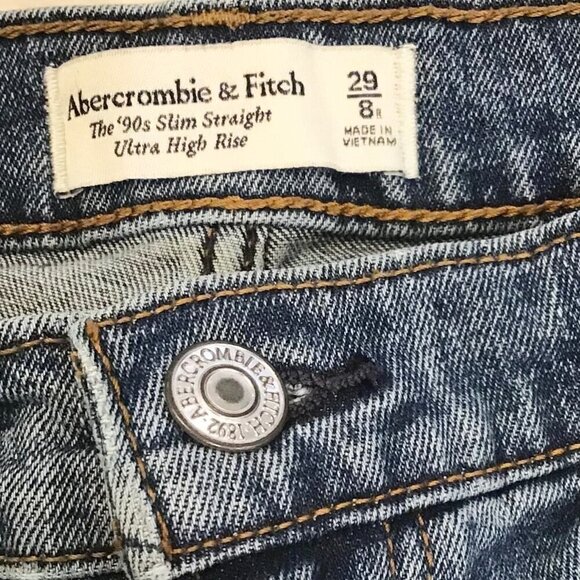 Abercrombie & Fitch
The '90s Slim Straight
Ultra High Rise
29
8R
MADE IN
VIETNAM
ABERCROMBIE & FITCH · 1892 ·